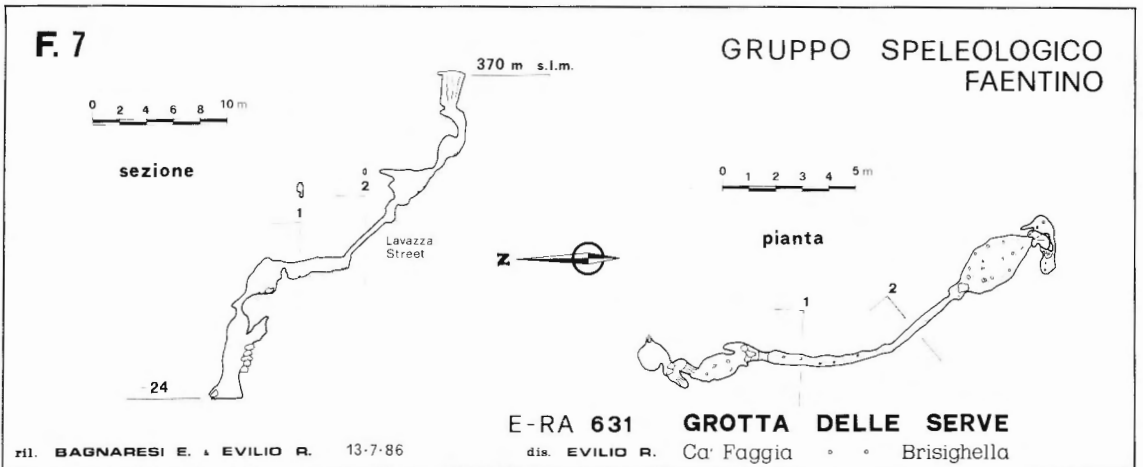 F. 7
GRUPPO SPELEOLOGICO
FAENTINO
370 m s.l.m.
0 2 4 6 8 10 m
sezione
2
1
Lavazza
Street
0 1 2 3 4 5 m
pianta
N
1
2
-24
E-RA 631 GROTTA DELLE SERVE
ril. BAGNARESI E. & EVILIO R. 13-7-86 dis. EVILIO R. Ca' Faggia Brisighella